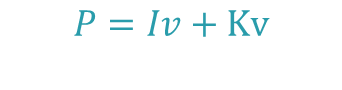 P = Iv + Kv